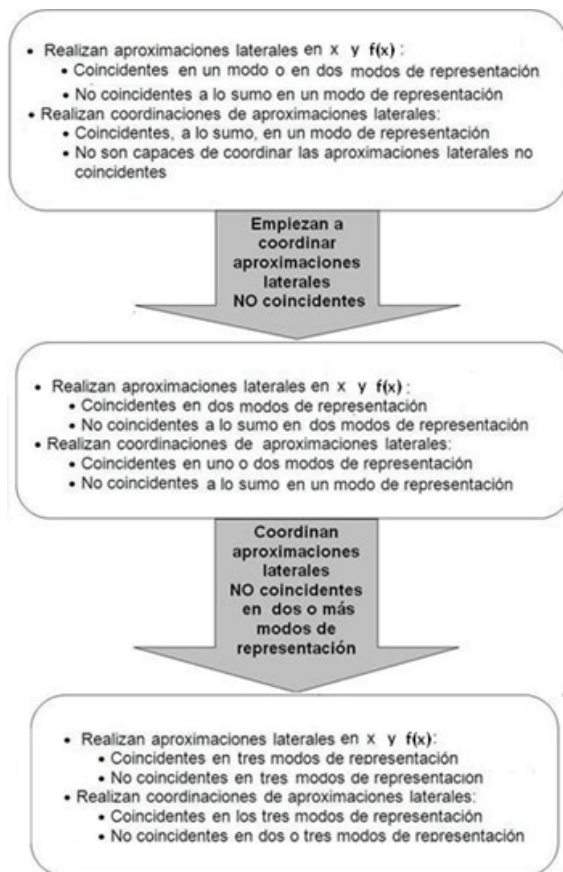 • Realizan aproximaciones laterales en x y f(x) :
• Coincidentes en un modo o en dos modos de representación
• No coincidentes a lo sumo en un modo de representación
• Realizan coordinaciones de aproximaciones laterales:
• Coincidentes, a lo sumo, en un modo de representación
• No son capaces de coordinar las aproximaciones laterales no
coincidentes
Empiezan a
coordinar
aproximaciones
laterales
NO coincidentes
• Realizan aproximaciones laterales en x y f(x) :
• Coincidentes en dos modos de representación
• No coincidentes a lo sumo en dos modos de representación
• Realizan coordinaciones de aproximaciones laterales:
• Coincidentes en uno o dos modos de representación
• No coincidentes a lo sumo en un modo de representación
Coordinan
aproximaciones
laterales
NO coincidentes
en dos o más
modos de
representación
• Realizan aproximaciones laterales en x y f(x):
• Coincidentes en tres modos de representación
• No coincidentes en tres modos de representación
• Realizan coordinaciones de aproximaciones laterales:
• Coincidentes en los tres modos de representación
• No coincidentes en dos o tres modos de representación